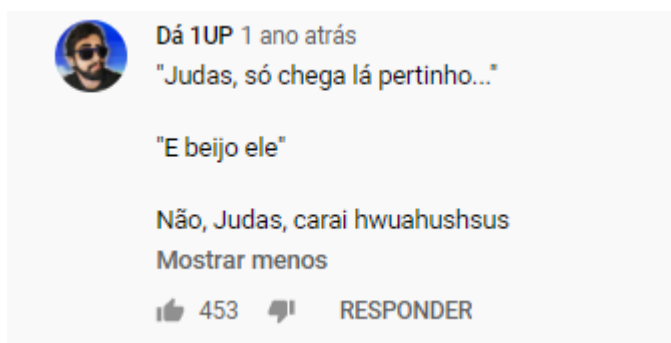 Dá 1UP 1 ano atrás
"Judas, só chega lá pertinho..."
"E beijo ele"
Não, Judas, carai hwuahushsus
Mostrar menos
453 RESPONDER